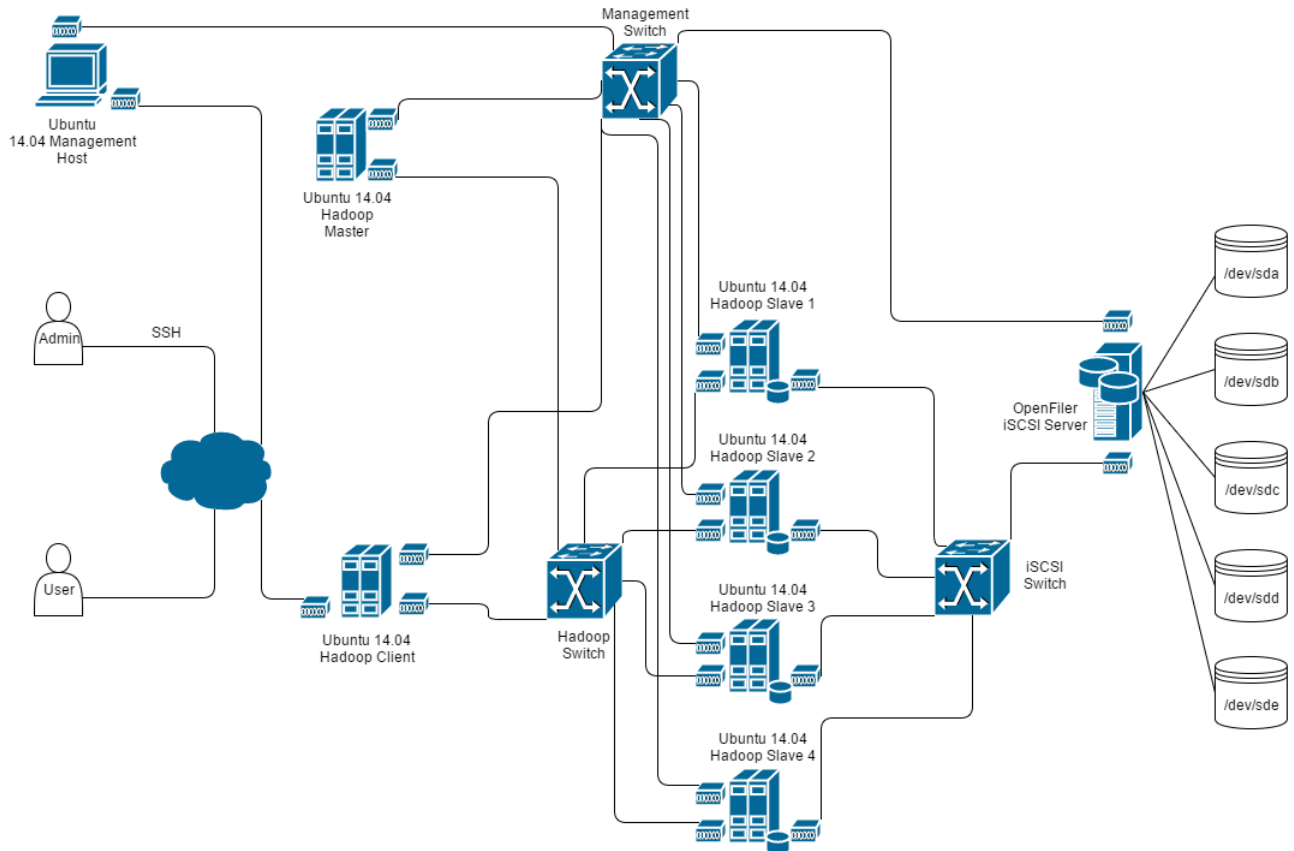 Management
Switch
Ubuntu
14.04 Management
Host
Ubuntu 14.04
Hadoop
Master
Admin
SSH
User
Ubuntu 14.04
Hadoop Client
Hadoop
Switch
Ubuntu 14.04
Hadoop Slave 1
Ubuntu 14.04
Hadoop Slave 2
Ubuntu 14.04
Hadoop Slave 3
Ubuntu 14.04
Hadoop Slave 4
iSCSI
Switch
OpenFiler
iSCSI Server
/dev/sda
/dev/sdb
/dev/sdc
/dev/sdd
/dev/sde